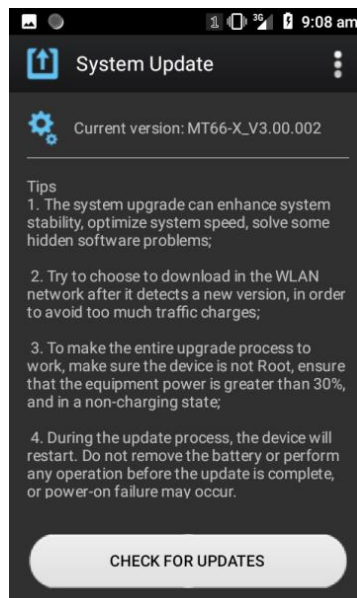 1 3G 9:08 am
System Update
Current version: MT66-X_V3.00.002
Tips
1. The system upgrade can enhance system
stability, optimize system speed, solve some
hidden software problems;
2. Try to choose to download in the WLAN
network after it detects a new version, in order
to avoid too much traffic charges;
3. To make the entire upgrade process to
work, make sure the device is not Root, ensure
that the equipment power is greater than 30%,
and in a non-charging state;
4. During the update process, the device will
restart. Do not remove the battery or perform
any operation before the update is complete,
or power-on failure may occur.
CHECK FOR UPDATES